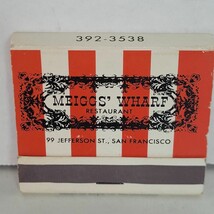 392-3538
MEIGGS' WHARF
RESTAURANT
99 JEFFERSON ST., SAN FRANCISCO